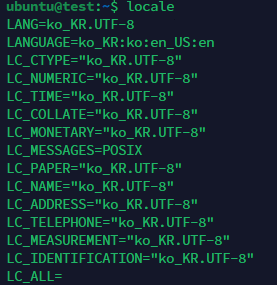 ubuntu@test:~$ locale
LANG=ko_KR.UTF-8
LANGUAGE=ko_KR:ko:en_US:en
LC_CTYPE="ko_KR.UTF-8"
LC_NUMERIC="ko_KR.UTF-8"
LC_TIME="ko_KR.UTF-8"
LC_COLLATE="ko_KR.UTF-8"
LC_MONETARY="ko_KR.UTF-8"
LC_MESSAGES=POSIX
LC_PAPER="ko_KR.UTF-8"
LC_NAME="ko_KR.UTF-8"
LC_ADDRESS="ko_KR.UTF-8"
LC_TELEPHONE="ko_KR.UTF-8"
LC_MEASUREMENT="ko_KR.UTF-8"
LC_IDENTIFICATION="ko_KR.UTF-8"
LC_ALL=